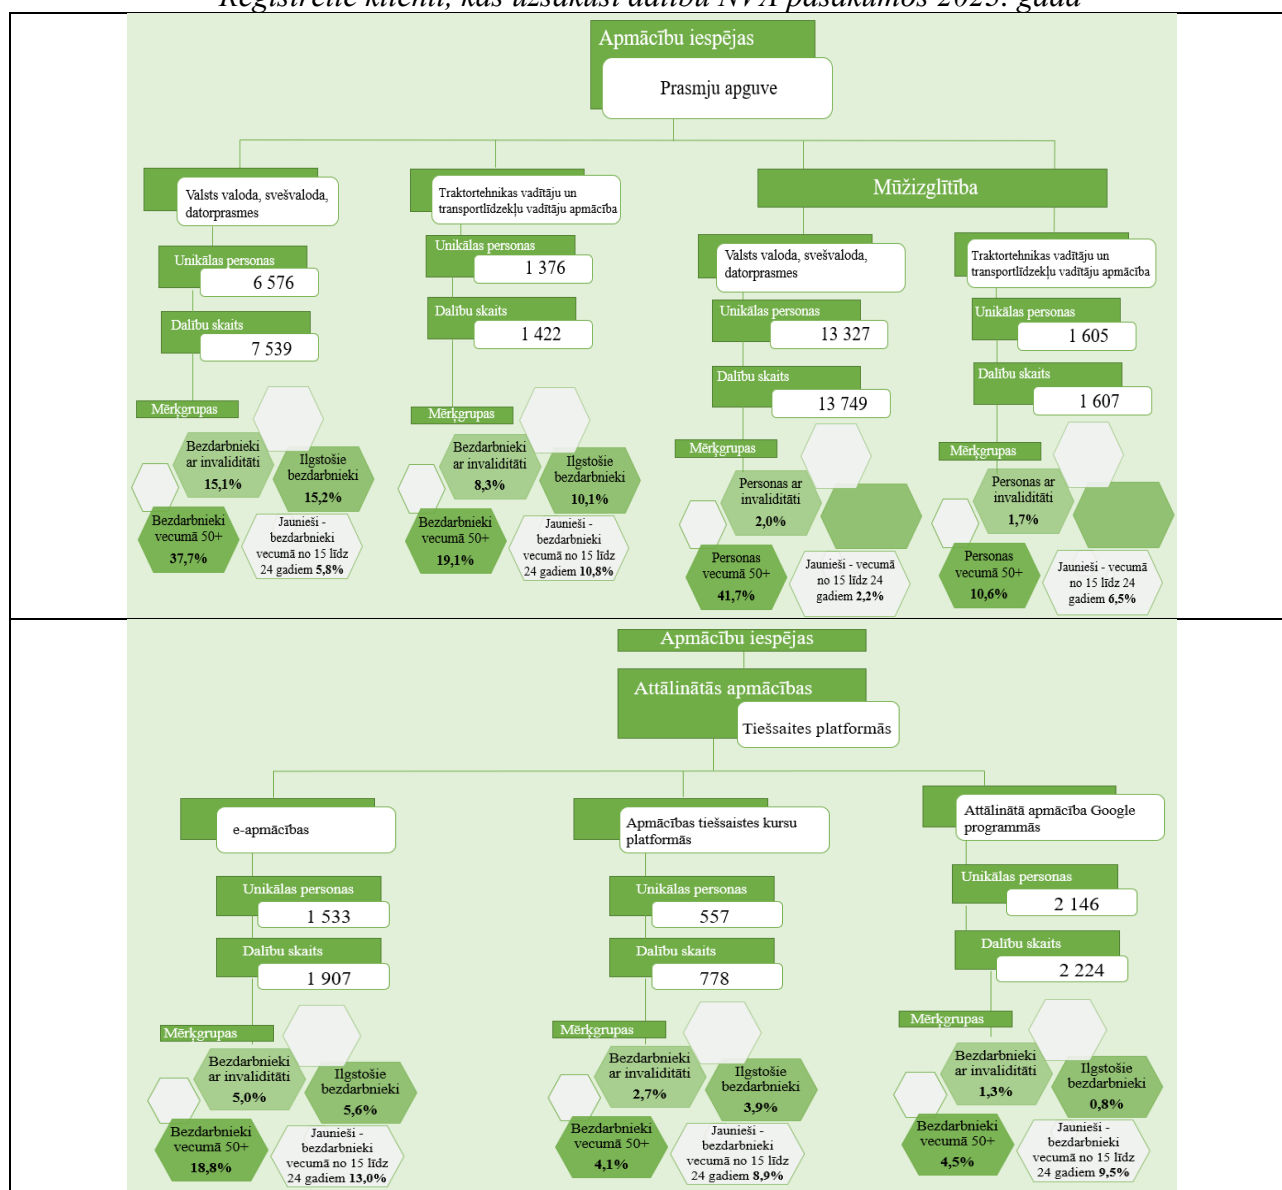 Reģistrētie klienti, kas uzsākuši dalību NVA pasākumos 2023. gadā
Apmācību iespējas
Prasmju apguve
Valsts valoda, svešvaloda,
datorprasmes
Unikālas personas
6 576
Dalību skaits
7 539
Mērķgrupas
Bezdarbnieki
ar invaliditāti
15,1%
Ilgstošie
bezdarbnieki
15,2%
Bezdarbnieki
vecumā 50+
37,7%
Jaunieši -
bezdarbnieki
vecumā no 15 līdz
24 gadiem 5,8%
Traktortehnikas vadītāju un
transportlīdzekļu vadītāju apmācība
Unikālas personas
1 376
Dalību skaits
1 422
Mērķgrupas
Bezdarbnieki
ar invaliditāti
8,3%
Ilgstošie
bezdarbnieki
10,1%
Bezdarbnieki
vecumā 50+
19,1%
Jaunieši -
bezdarbnieki
vecumā no 15 līdz
24 gadiem 10,8%
Mūžizglītība
Valsts valoda, svešvaloda,
datorprasmes
Unikālas personas
13 327
Dalību skaits
13 749
Mērķgrupas
Personas ar
invaliditāti
2,0%
Personas
vecumā 50+
41,7%
Jaunieši - vecumā
no 15 līdz 24
gadiem 2,2%
Traktortehnikas vadītāju un
transportlīdzekļu vadītāju apmācība
Unikālas personas
1 605
Dalību skaits
1 607
Mērķgrupas
Personas ar
invaliditāti
1,7%
Personas
vecumā 50+
10,6%
Jaunieši - vecumā
no 15 līdz 24
gadiem 6,5%
Apmācību iespējas
Attālinātās apmācības
Tiešsaites platformās
e-apmācības
Unikālas personas
1 533
Dalību skaits
1 907
Mērķgrupas
Bezdarbnieki
ar invaliditāti
5,0%
Ilgstošie
bezdarbnieki
5,6%
Bezdarbnieki
vecumā 50+
18,8%
Jaunieši -
bezdarbnieki
vecumā no 15 līdz
24 gadiem 13,0%
Apmācības tiešsaistes kursu
platformās
Unikālas personas
557
Dalību skaits
778
Mērķgrupas
Bezdarbnieki
ar invaliditāti
2,7%
Ilgstošie
bezdarbnieki
3,9%
Bezdarbnieki
vecumā 50+
4,1%
Jaunieši -
bezdarbnieki
vecumā no 15 līdz
24 gadiem 8,9%
Attālinātā apmācība Google
programmās
Unikālas personas
2 146
Dalību skaits
2 224
Mērķgrupas
Bezdarbnieki
ar invaliditāti
1,3%
Ilgstošie
bezdarbnieki
0,8%
Bezdarbnieki
vecumā 50+
4,5%
Jaunieši -
bezdarbnieki
vecumā no 15 līdz
24 gadiem 9,5%